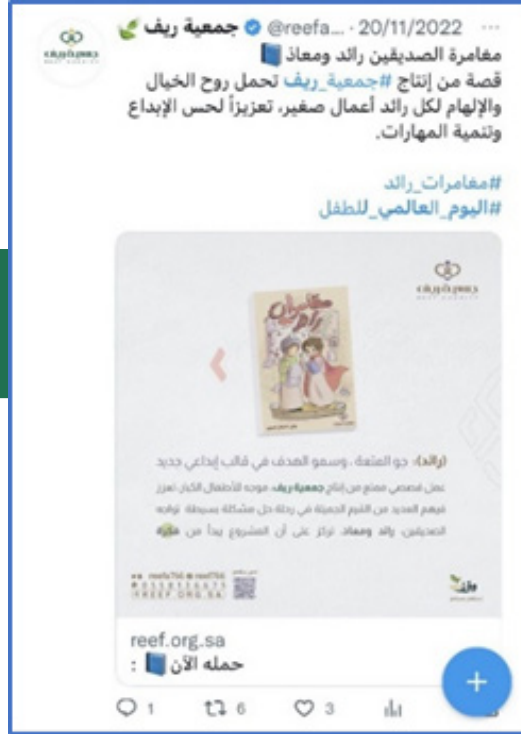 جمعية ريف @reefa... · 20/11/2022 ...
مغامرة الصديقين رائد ومعاذ
قصة من إنتاج #جمعية_ريف تحمل روح الخيال
والإلهام لكل رائد أعمال صغير، تعزيزاً لحس الإبداع
وتنمية المهارات.
#مغامرات_رائد
#اليوم_العالمي_للطفل
جمعية ريف
مغامرات
رائد
(رائد): جو المتعة، وسمو الهدف في قالب إبداعي جديد
عمل قصصي ممتع من إنتاج جمعية ريف، موجه للأطفال الكبار، تعزز
فيهم العديد من القيم الجميلة في رحلة حل مشكلة بسيطة تواجه
الصديقين، رائد ومعاذ. تركز على أن المشروع يبدأ من فكرة
reef.org.sa
حمله الآن :
1
6
3